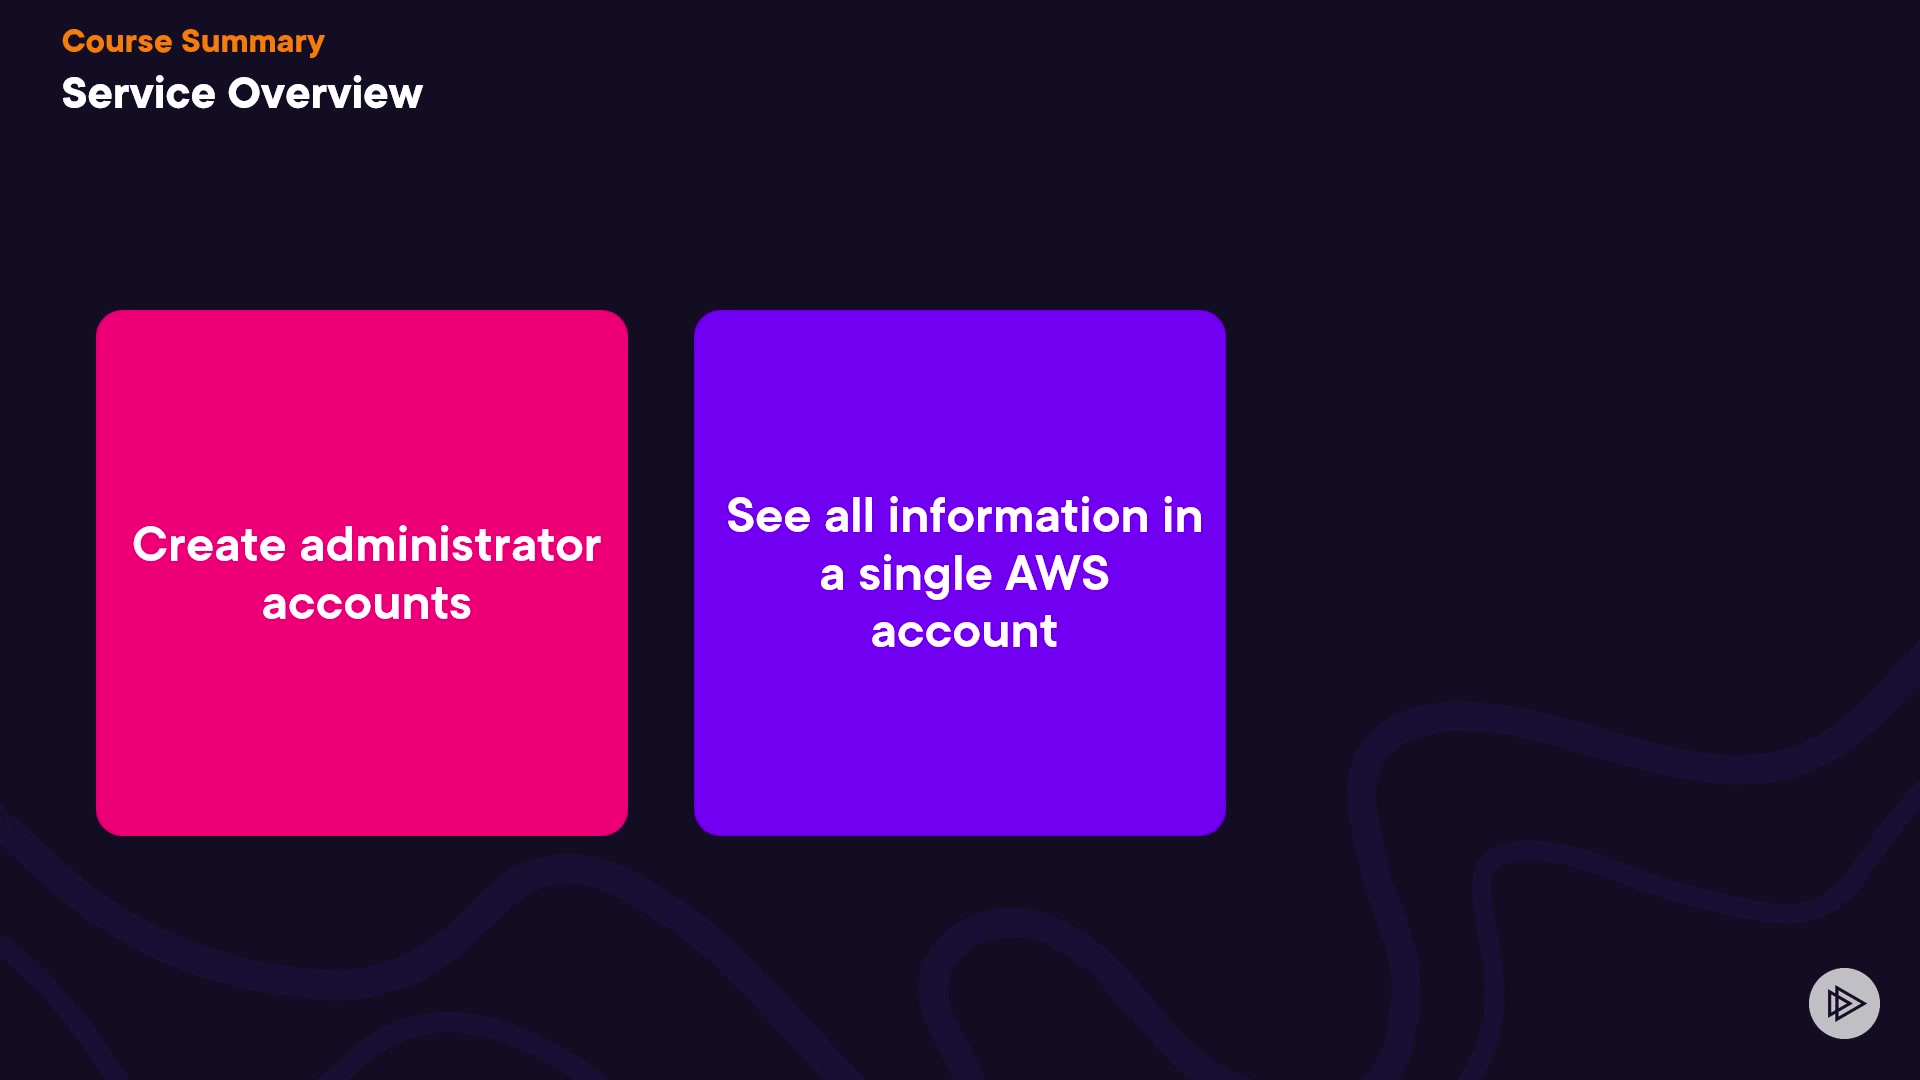 Course Summary
Service Overview
Create administrator
accounts
See all information in
a single AWS
account